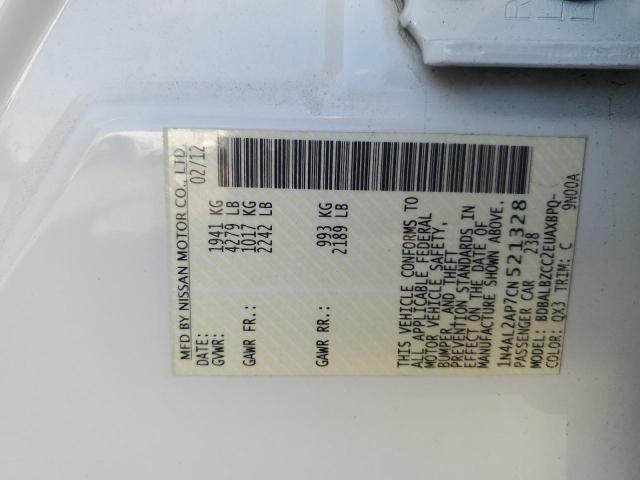 MFD BY NISSAN MOTOR CO., LTD.
DATE: 02/12
GVWR: 1941 KG
4279 LB
GAWR FR.: 1017 KG
2242 LB
GAWR RR.: 993 KG
2189 LB
THIS VEHICLE CONFORMS TO
ALL APPLICABLE FEDERAL
MOTOR VEHICLE SAFETY,
BUMPER, AND THEFT
PREVENTION STANDARDS IN
EFFECT ON THE DATE OF
MANUFACTURE SHOWN ABOVE.
1N4AL2AP7CN521328
PASSENGER CAR 238
MODEL: BDBALBZCC2EUAXBPQ-
COLOR: QX3 TRIM: C 9N00A